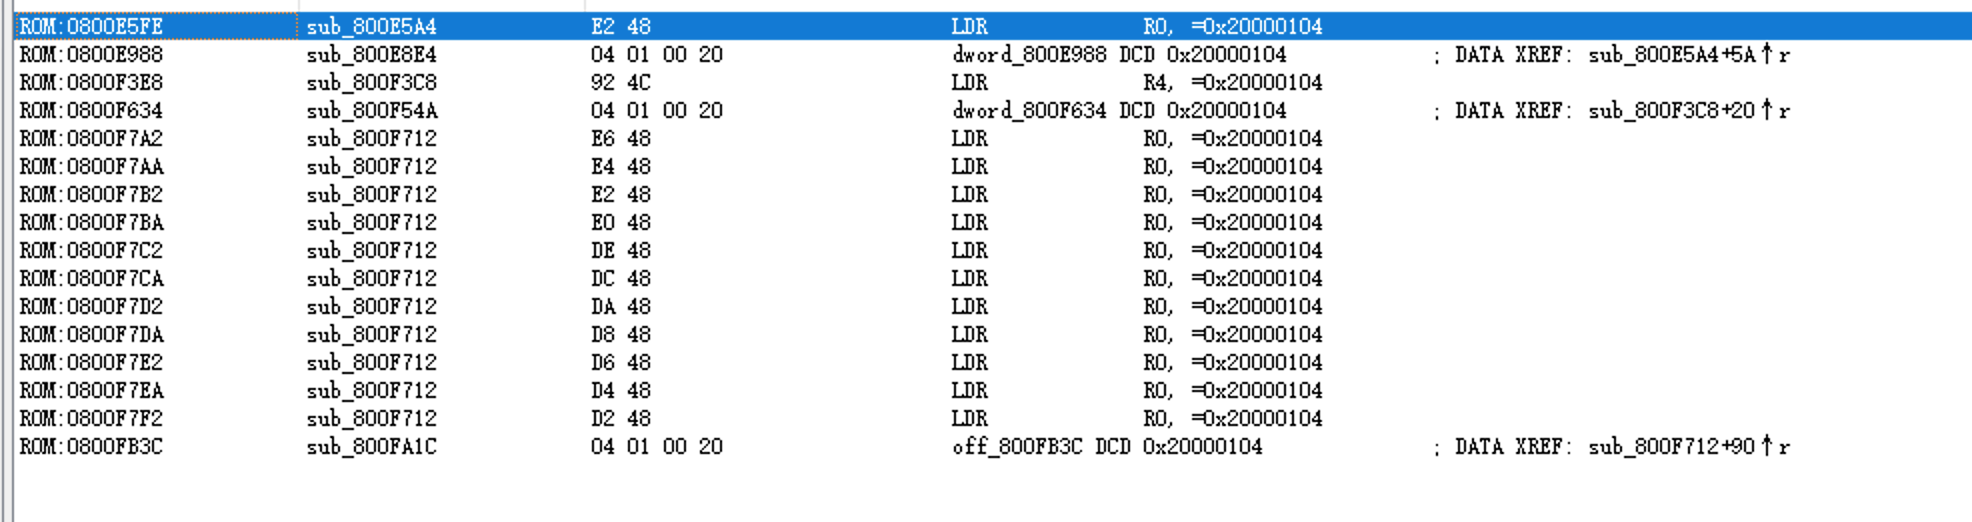 ROM:0800E5FE sub_800E5A4 E2 48 LDR R0, =0x20000104
ROM:0800E988 sub_800E8E4 04 01 00 20 dword_800E988 DCD 0x20000104 ; DATA XREF: sub_800E5A4+5A↑r
ROM:0800F3E8 sub_800F3C8 92 4C LDR R4, =0x20000104
ROM:0800F634 sub_800F54A 04 01 00 20 dword_800F634 DCD 0x20000104 ; DATA XREF: sub_800F3C8+20↑r
ROM:0800F7A2 sub_800F712 E6 48 LDR R0, =0x20000104
ROM:0800F7AA sub_800F712 E4 48 LDR R0, =0x20000104
ROM:0800F7B2 sub_800F712 E2 48 LDR R0, =0x20000104
ROM:0800F7BA sub_800F712 E0 48 LDR R0, =0x20000104
ROM:0800F7C2 sub_800F712 DE 48 LDR R0, =0x20000104
ROM:0800F7CA sub_800F712 DC 48 LDR R0, =0x20000104
ROM:0800F7D2 sub_800F712 DA 48 LDR R0, =0x20000104
ROM:0800F7DA sub_800F712 D8 48 LDR R0, =0x20000104
ROM:0800F7E2 sub_800F712 D6 48 LDR R0, =0x20000104
ROM:0800F7EA sub_800F712 D4 48 LDR R0, =0x20000104
ROM:0800F7F2 sub_800F712 D2 48 LDR R0, =0x20000104
ROM:0800FB3C sub_800FA1C 04 01 00 20 off_800FB3C DCD 0x20000104 ; DATA XREF: sub_800F712+90↑r